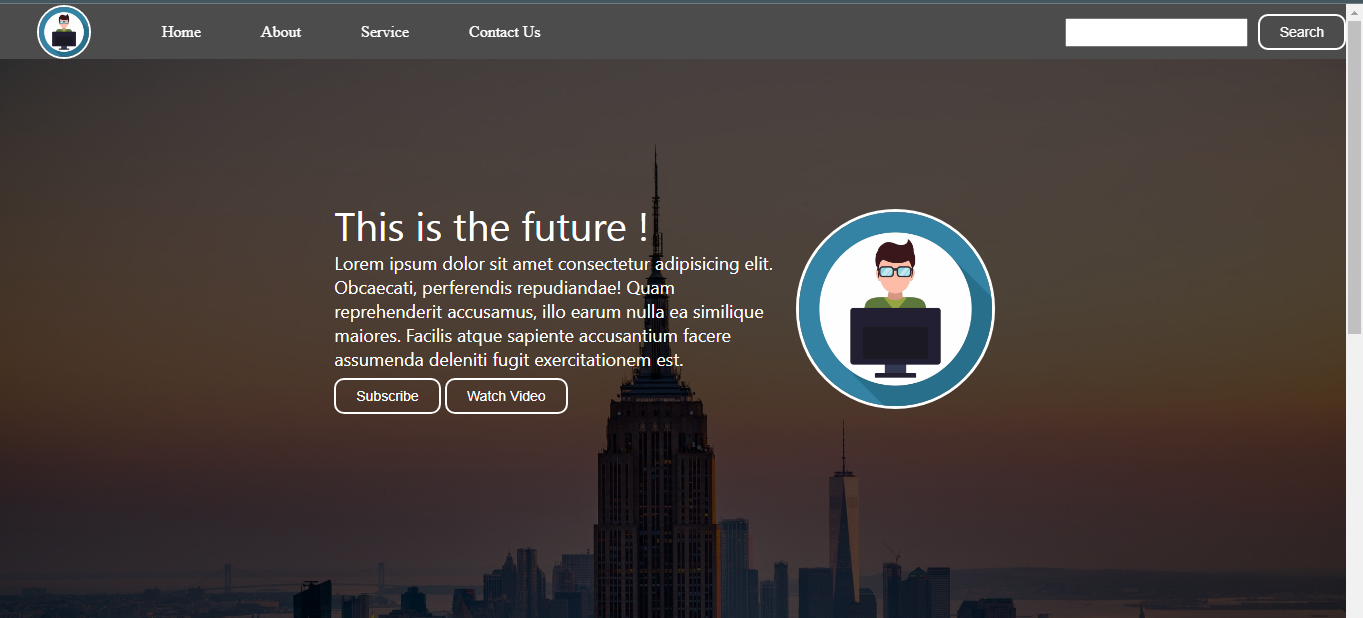 Home About Service Contact Us Search
This is the future !
Lorem ipsum dolor sit amet consectetur adipisicing elit.
Obcaecati, perferendis repudiandae! Quam
reprehenderit accusamus, illo earum nulla ea similique
maiores. Facilis atque sapiente accusantium facere
assumenda deleniti fugit exercitationem est.
Subscribe Watch Video